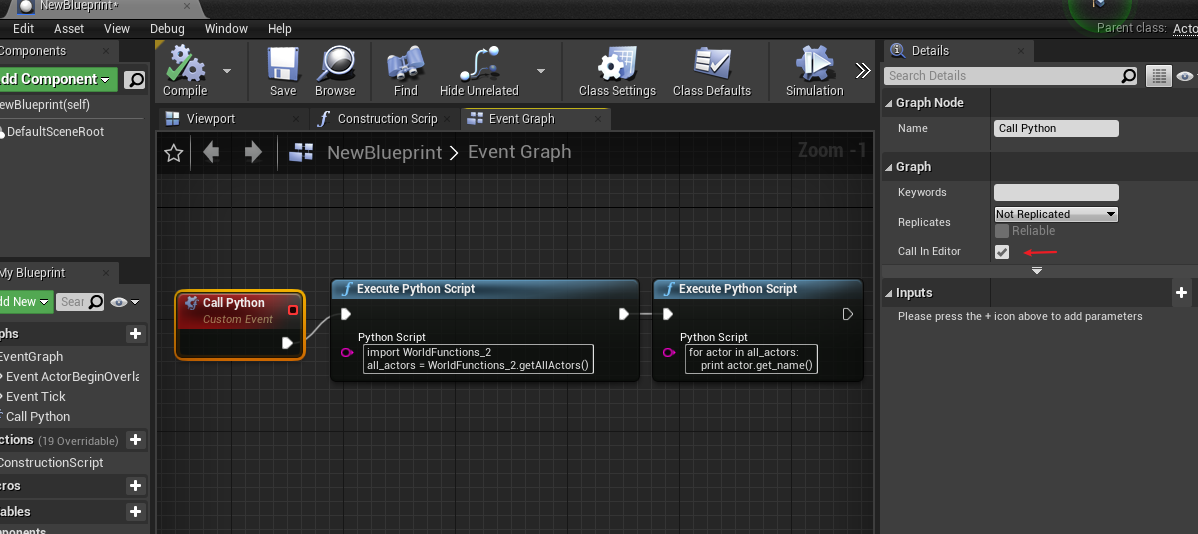 NewBlueprint*
Edit Asset View Debug Window Help
Parent class: Acto
Components
dd Component
ewBlueprint(self)
DefaultSceneRoot
Compile
Save
Browse
Find
Hide Unrelated
Class Settings
Class Defaults
Simulation
Viewport
Construction Scrip
Event Graph
NewBlueprint > Event Graph
Zoom -1
Call Python
Custom Event
Execute Python Script
Python Script
import WorldFunctions_2
all_actors = WorldFunctions_2.getAllActors()
Execute Python Script
Python Script
for actor in all_actors:
print actor.get_name()
My Blueprint
dd New
Sear
phs
EventGraph
Event ActorBeginOverla
Event Tick
Call Python
ctions (19 Overridable)
ConstructionScript
cros
ables
mponents
Details
Search Details
Graph Node
Name
Call Python
Graph
Keywords
Replicates
Not Replicated
Reliable
Call In Editor
Inputs
Please press the + icon above to add parameters